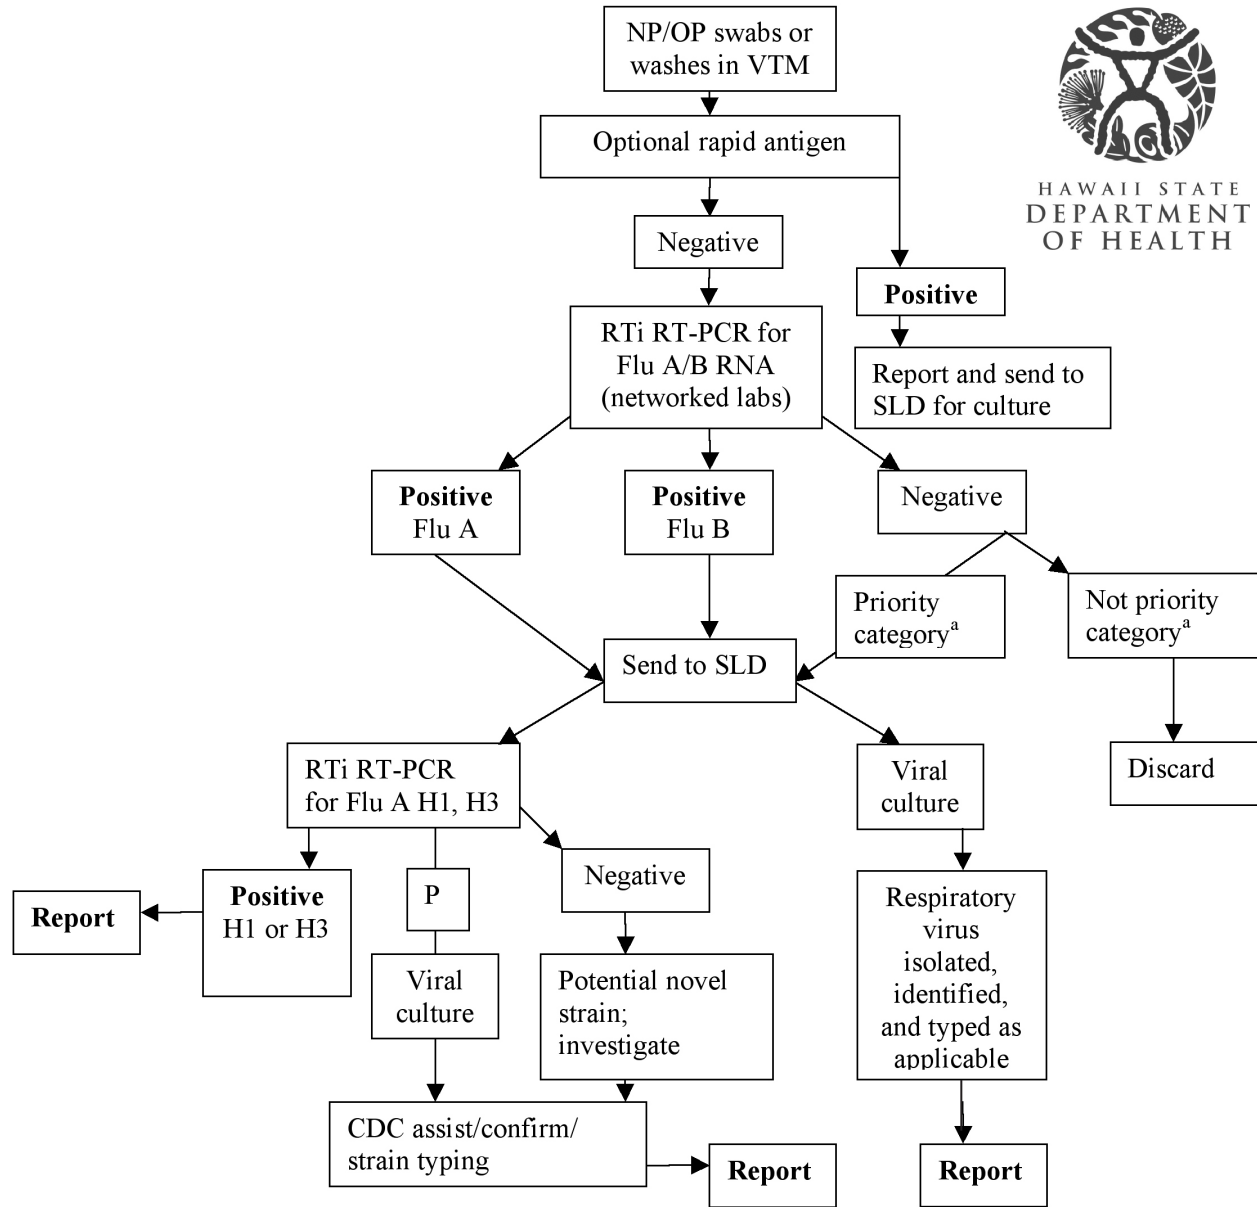 NP/OP swabs or
washes in VTM
HAWAII STATE
DEPARTMENT
OF HEALTH
Optional rapid antigen
Negative
Positive
RTi RT-PCR for
Flu A/B RNA
(networked labs)
Report and send to
SLD for culture
Positive
Flu A
Positive
Flu B
Negative
Priority
categoryᵃ
Not priority
categoryᵃ
Send to SLD
RTi RT-PCR
for Flu A H1, H3
Viral
culture
Discard
Report
Positive
H1 or H3
P
Negative
Respiratory
virus
isolated,
identified,
and typed as
applicable
Viral
culture
Potential novel
strain;
investigate
CDC assist/confirm/
strain typing
Report
Report